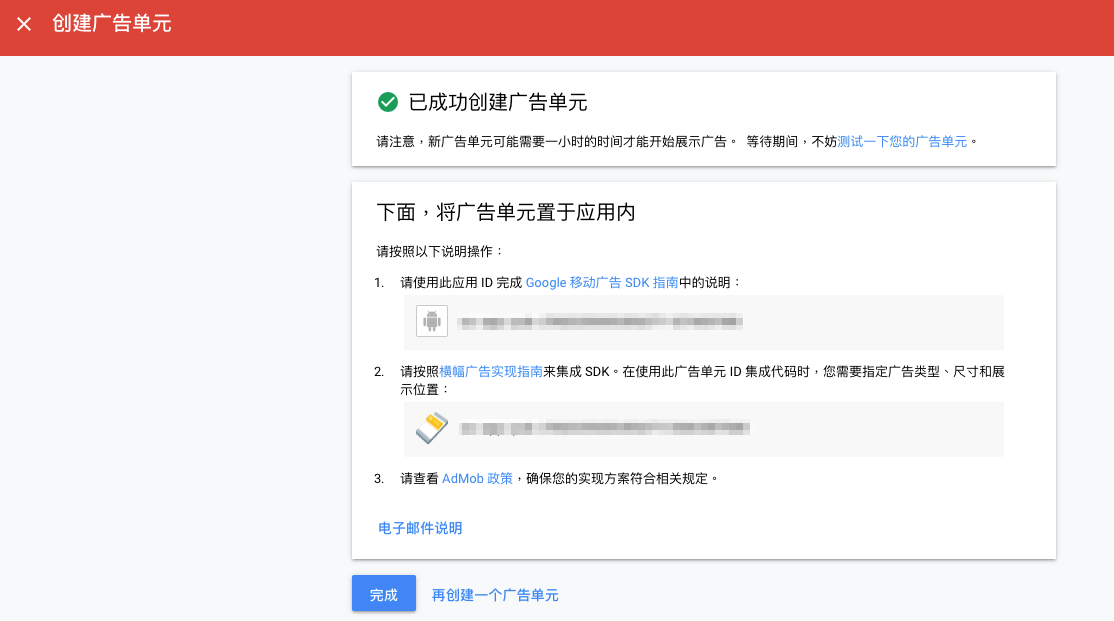 创建广告单元
已成功创建广告单元
请注意，新广告单元可能需要一小时的时间才能开始展示广告。 等待期间，不妨测试一下您的广告单元。
下面，将广告单元置于应用内
请按照以下说明操作：
1. 请使用此应用 ID 完成 Google 移动广告 SDK 指南中的说明：
2. 请按照横幅广告实现指南来集成 SDK。在使用此广告单元 ID 集成代码时，您需要指定广告类型、尺寸和展
示位置：
3. 请查看 AdMob 政策，确保您的实现方案符合相关规定。
电子邮件说明
完成 再创建一个广告单元